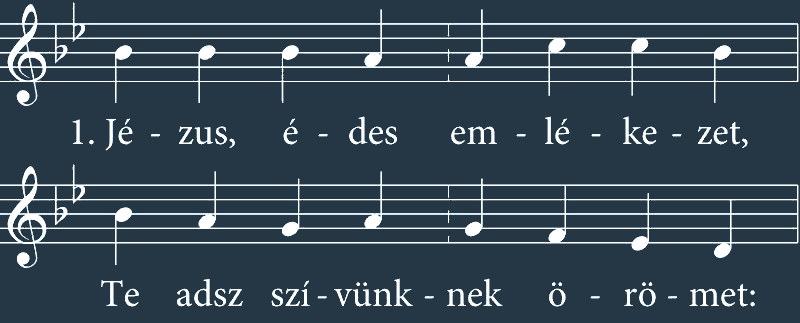 1. Jé - zus, é - des em - lé - ke - zet,
Te adsz szí - vünk - nek ö - rö - met: